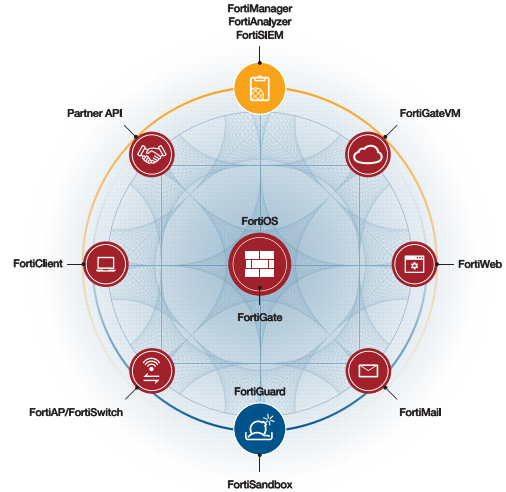 FortiManager
FortiAnalyzer
FortiSIEM
Partner API
FortiGateVM
FortiOS
FortiClient
FortiWeb
FortiGate
FortiGuard
FortiAP/FortiSwitch
FortiMail
FortiSandbox